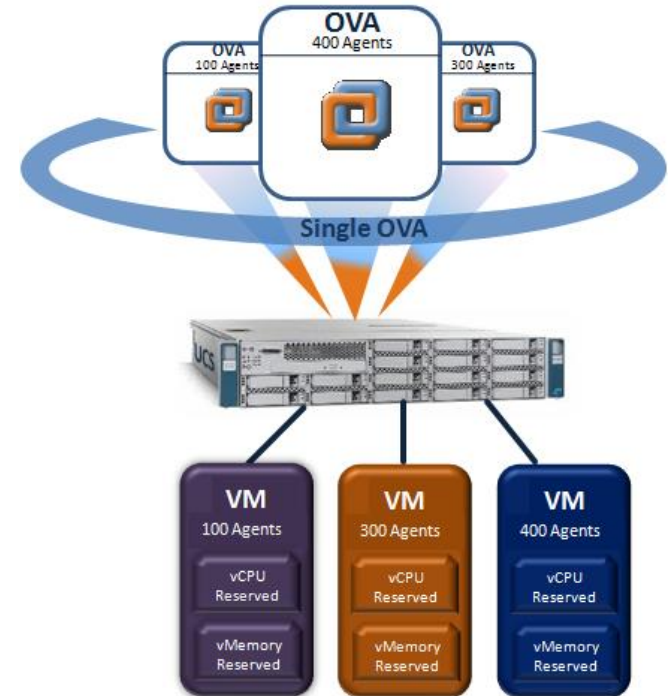 OVA
400 Agents
OVA
100 Agents
OVA
300 Agents
Single OVA
UCS
VM
100 Agents
vCPU
Reserved
vMemory
Reserved
VM
300 Agents
vCPU
Reserved
vMemory
Reserved
VM
400 Agents
vCPU
Reserved
vMemory
Reserved